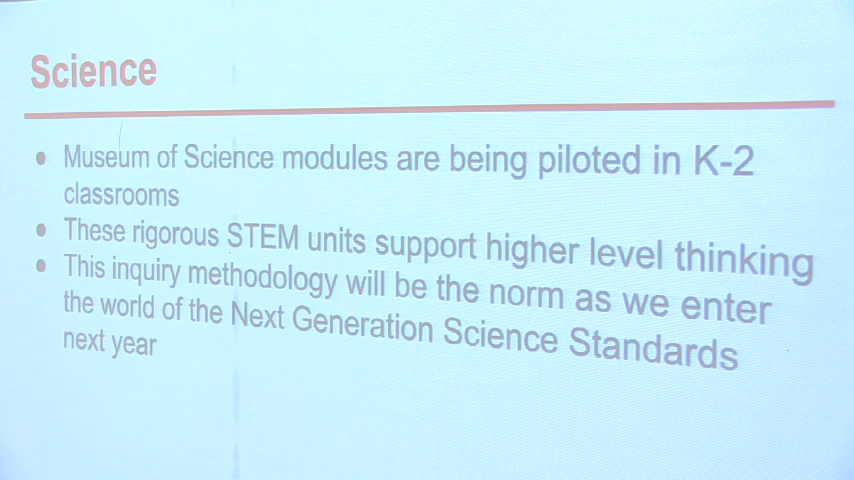 Science
• Museum of Science modules are being piloted in K-2
classrooms
• These rigorous STEM units support higher level thinking
• This inquiry methodology will be the norm as we enter
the world of the Next Generation Science Standards
next year